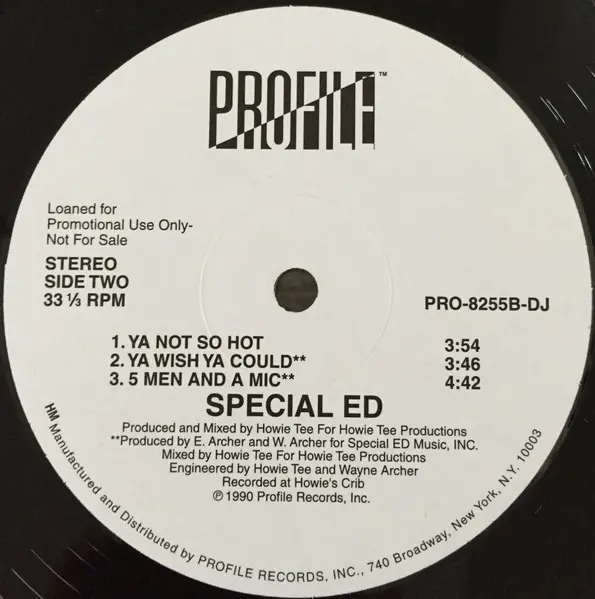 PROFILE™
Loaned for
Promotional Use Only-
Not For Sale
STEREO
SIDE TWO
33 ⅓ RPM
PRO-8255B-DJ
1. YA NOT SO HOT 3:54
2. YA WISH YA COULD** 3:46
3. 5 MEN AND A MIC** 4:42
SPECIAL ED
Produced and Mixed by Howie Tee For Howie Tee Productions
**Produced by E. Archer and W. Archer for Special ED Music, INC.
Mixed by Howie Tee For Howie Tee Productions
Engineered by Howie Tee and Wayne Archer
Recorded at Howie's Crib
℗ 1990 Profile Records, Inc.
HM Manufactured and Distributed by PROFILE RECORDS, INC., 740 Broadway, New York, N.Y. 10003